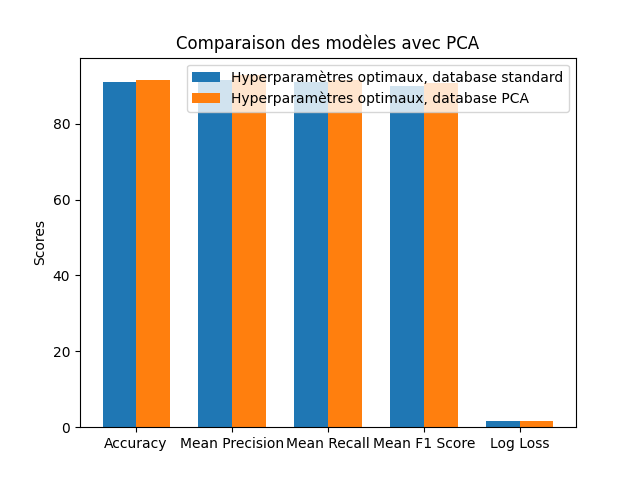 Comparaison des modèles avec PCA
Hyperparamètres optimaux, database standard
Hyperparamètres optimaux, database PCA
Scores
80
60
40
20
0
Accuracy Mean Precision Mean Recall Mean F1 Score Log Loss